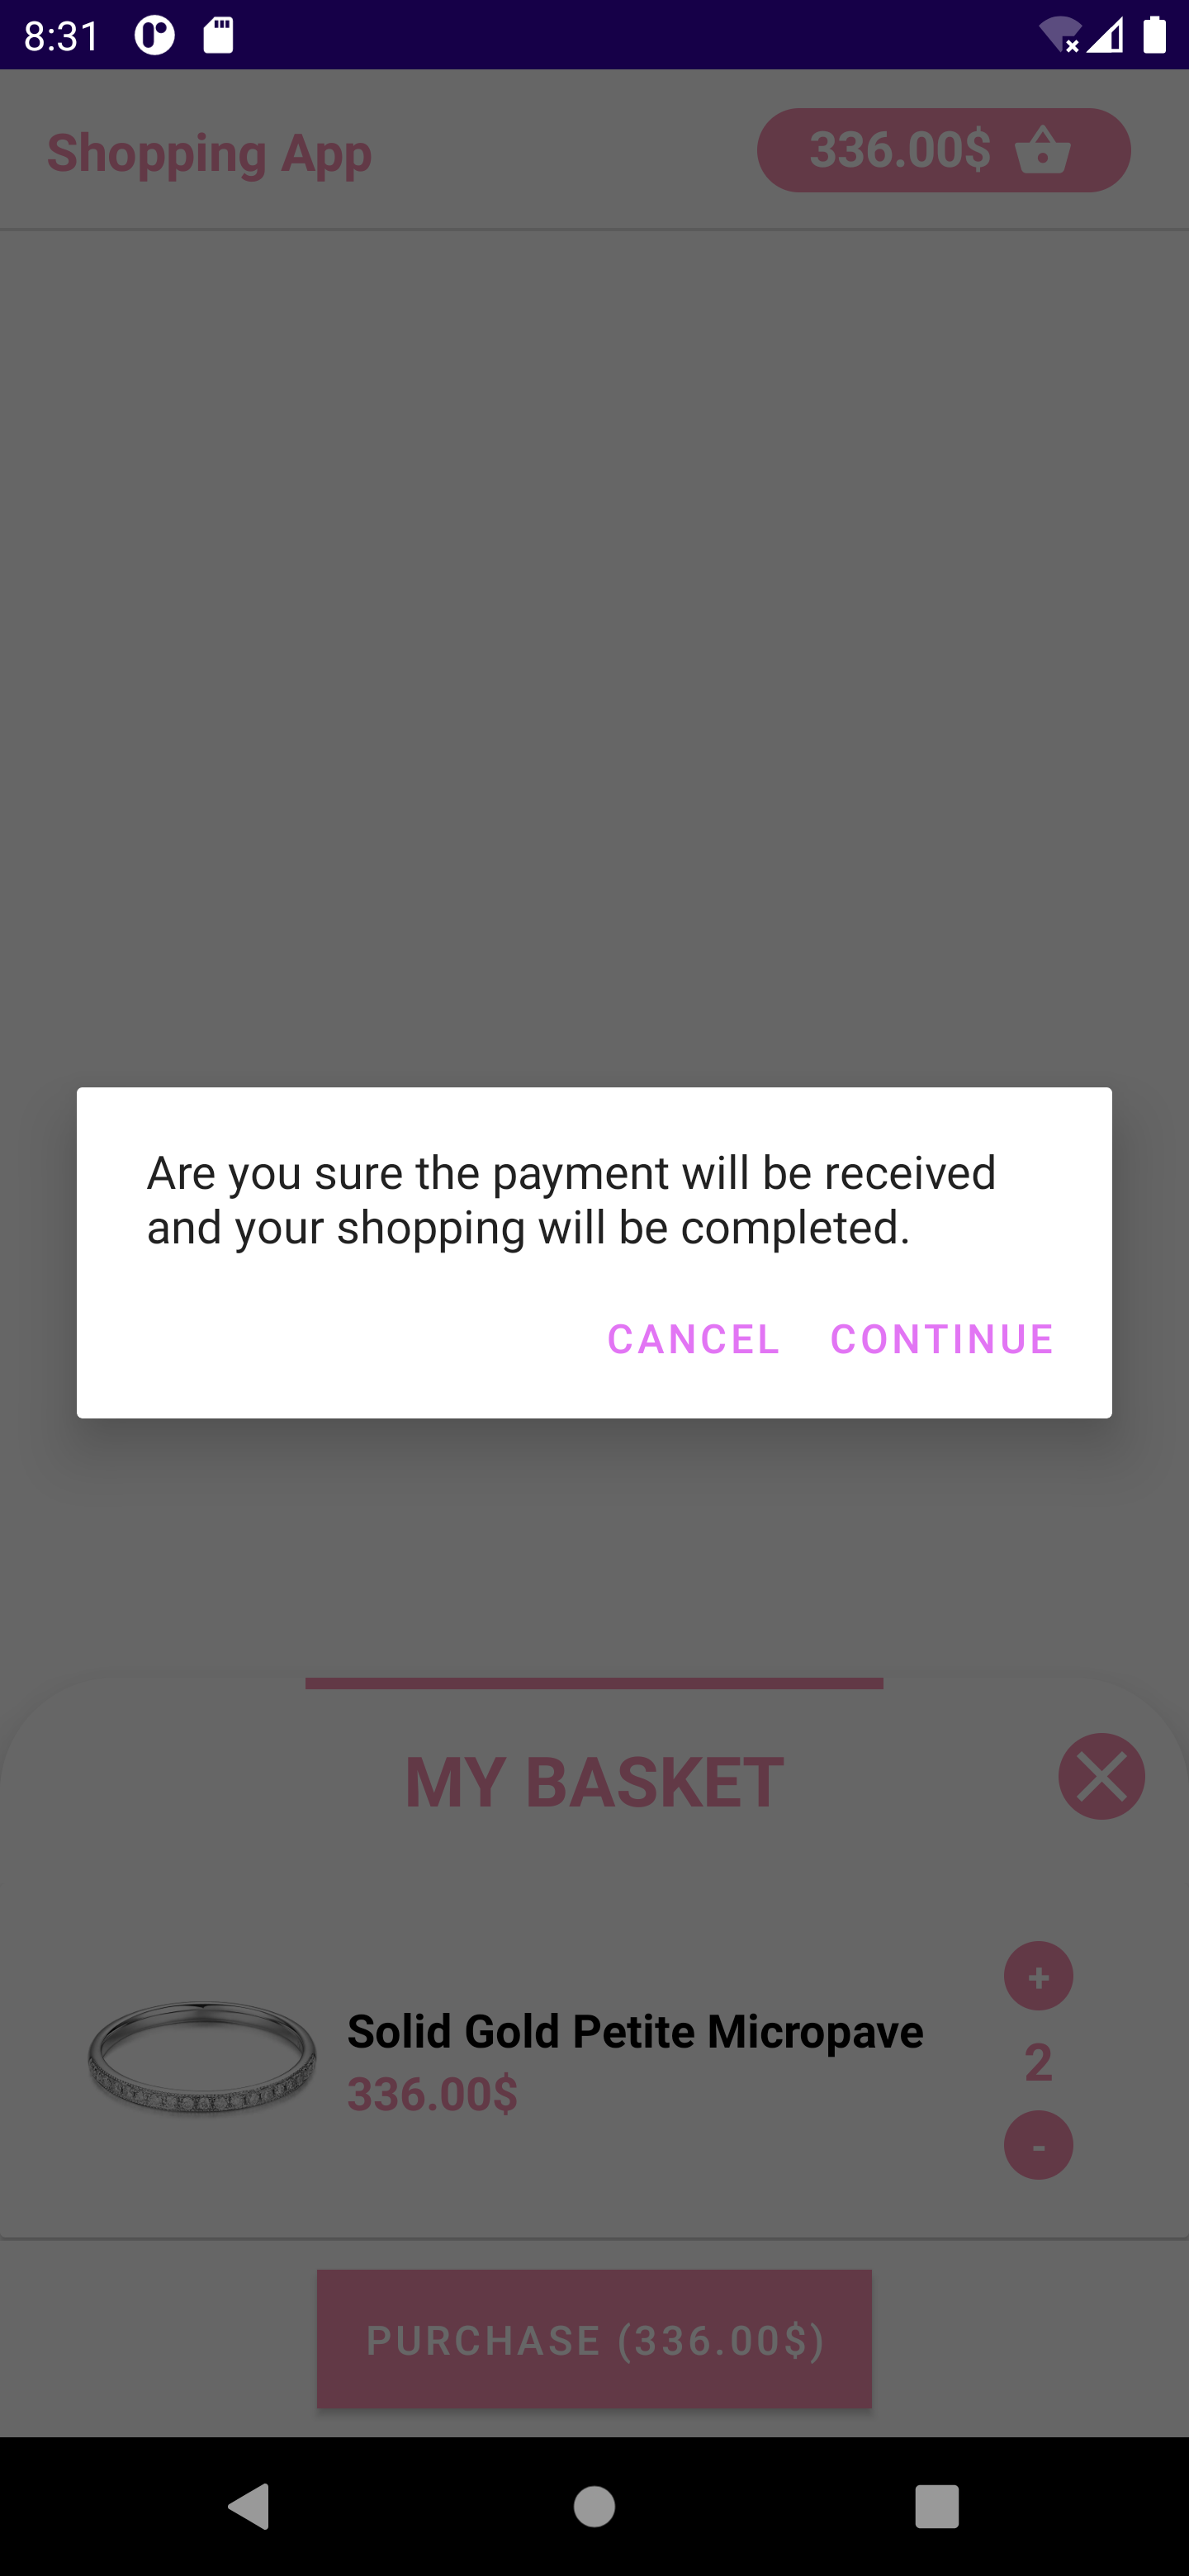 8:31
Shopping App
336.00$
Are you sure the payment will be received
and your shopping will be completed.
CANCEL CONTINUE
MY BASKET
+
Solid Gold Petite Micropave
336.00$
2
-
PURCHASE (336.00$)